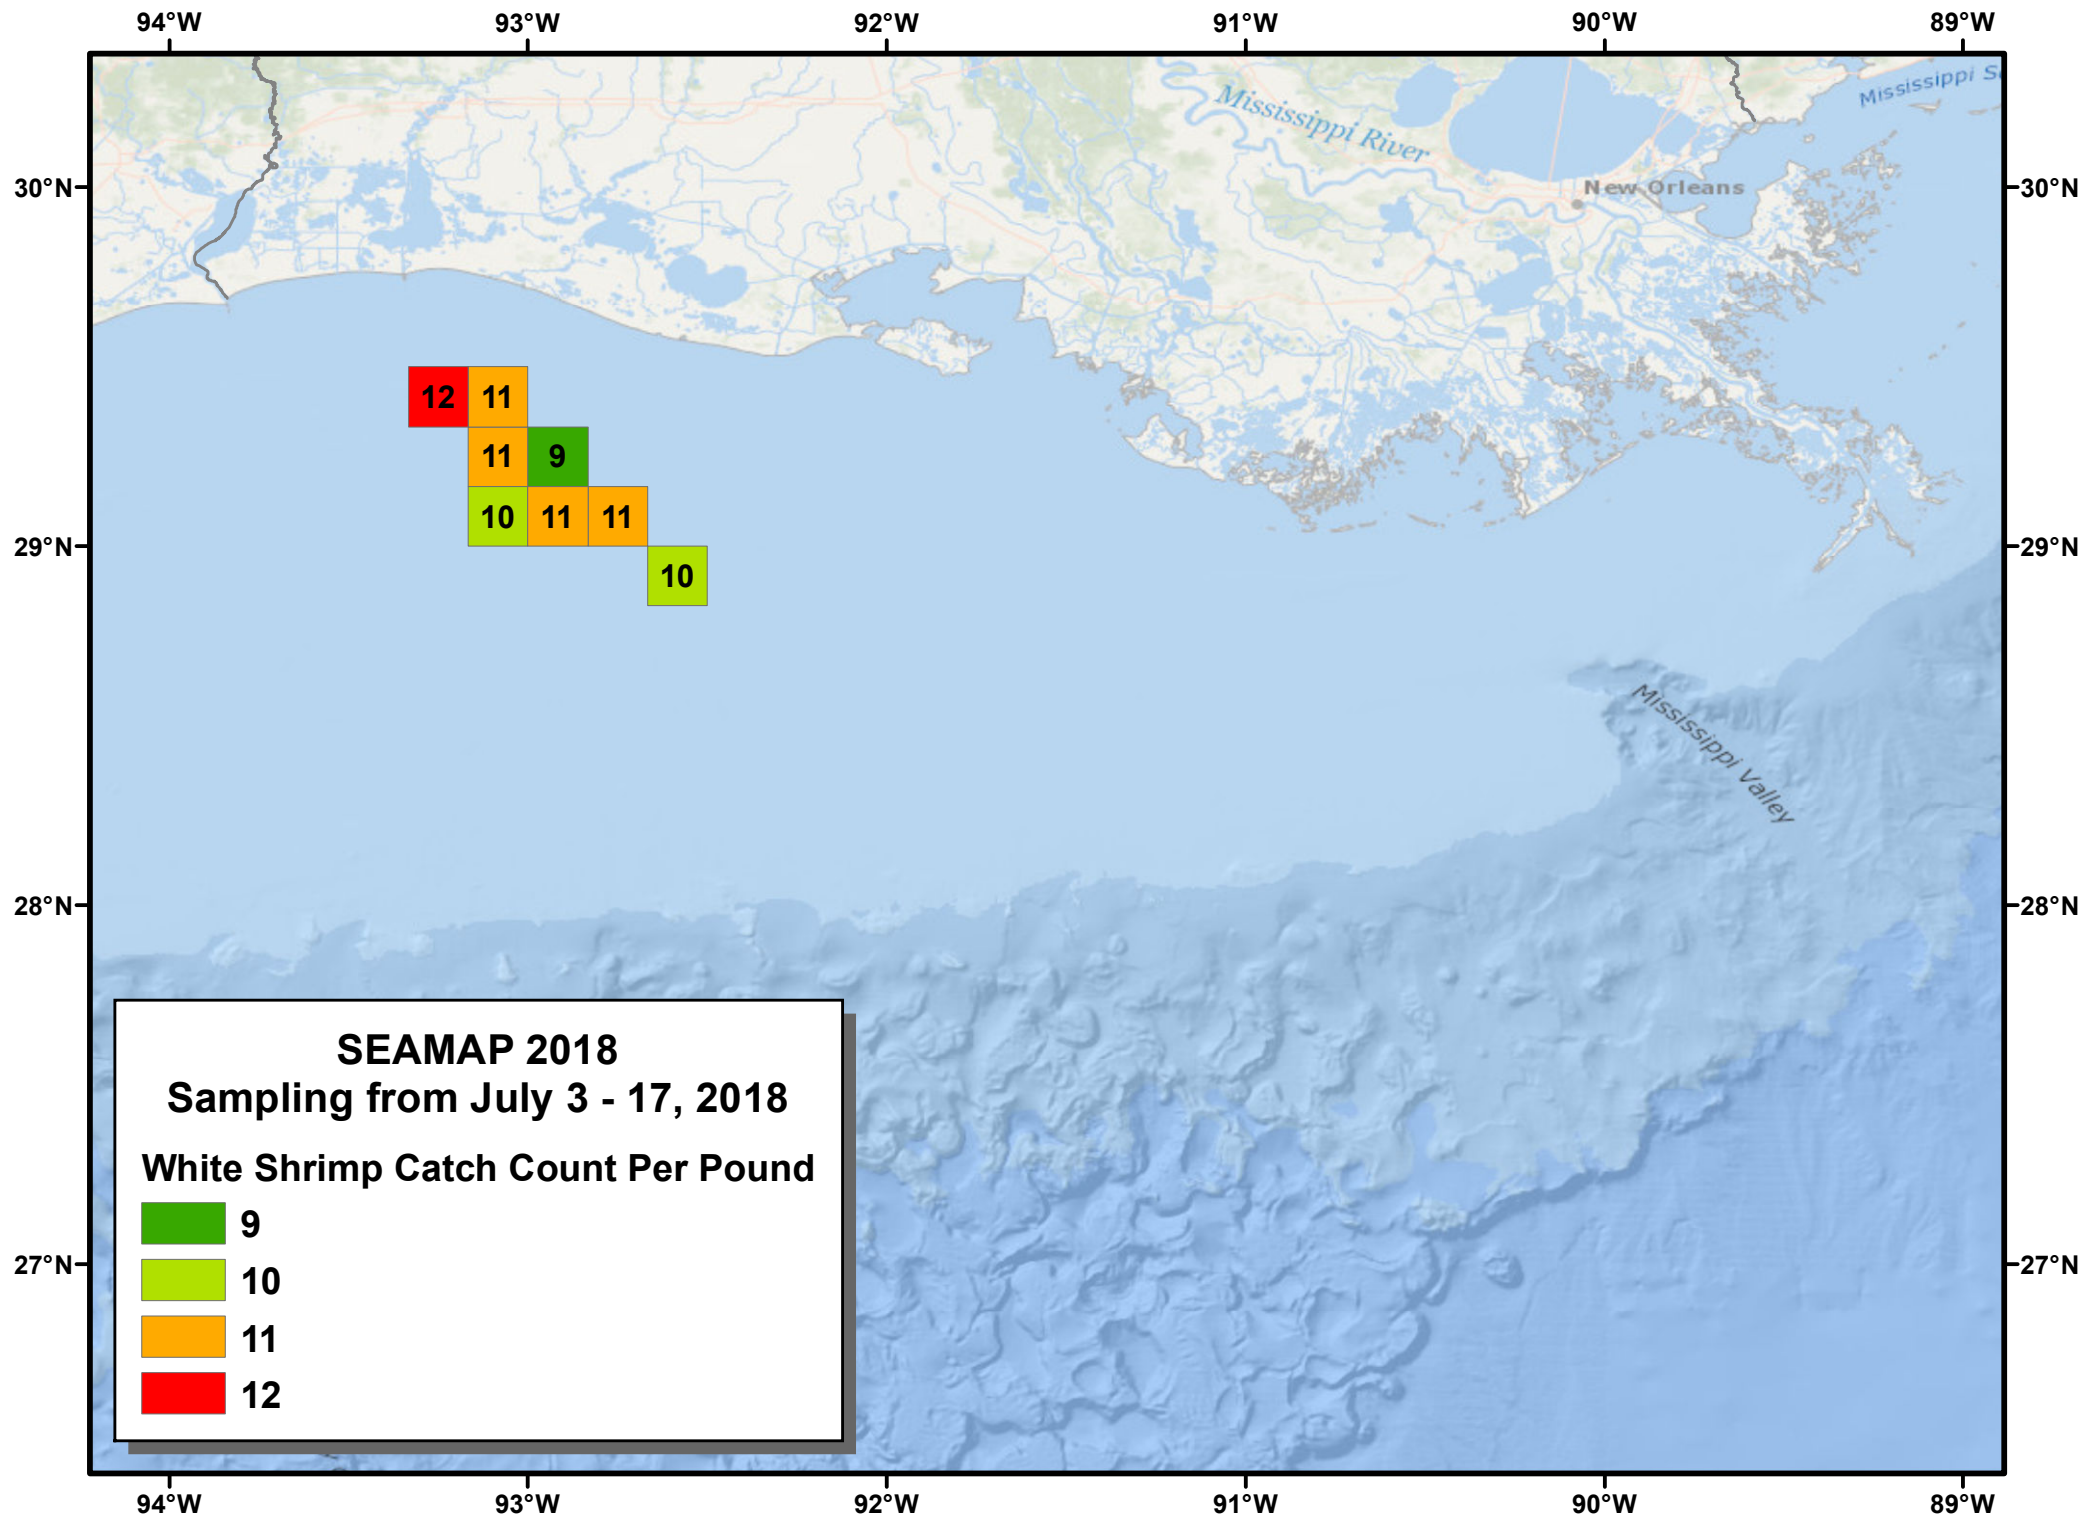 94°W 93°W 92°W 91°W 90°W 89°W
Mississippi River
Mississippi S
30°N
New Orleans
30°N
12 11
11 9
10 11 11
29°N
29°N
10
Mississippi Valley
28°N
28°N
SEAMAP 2018
Sampling from July 3 - 17, 2018
White Shrimp Catch Count Per Pound
9
10
11
12
27°N
27°N
94°W 93°W 92°W 91°W 90°W 89°W